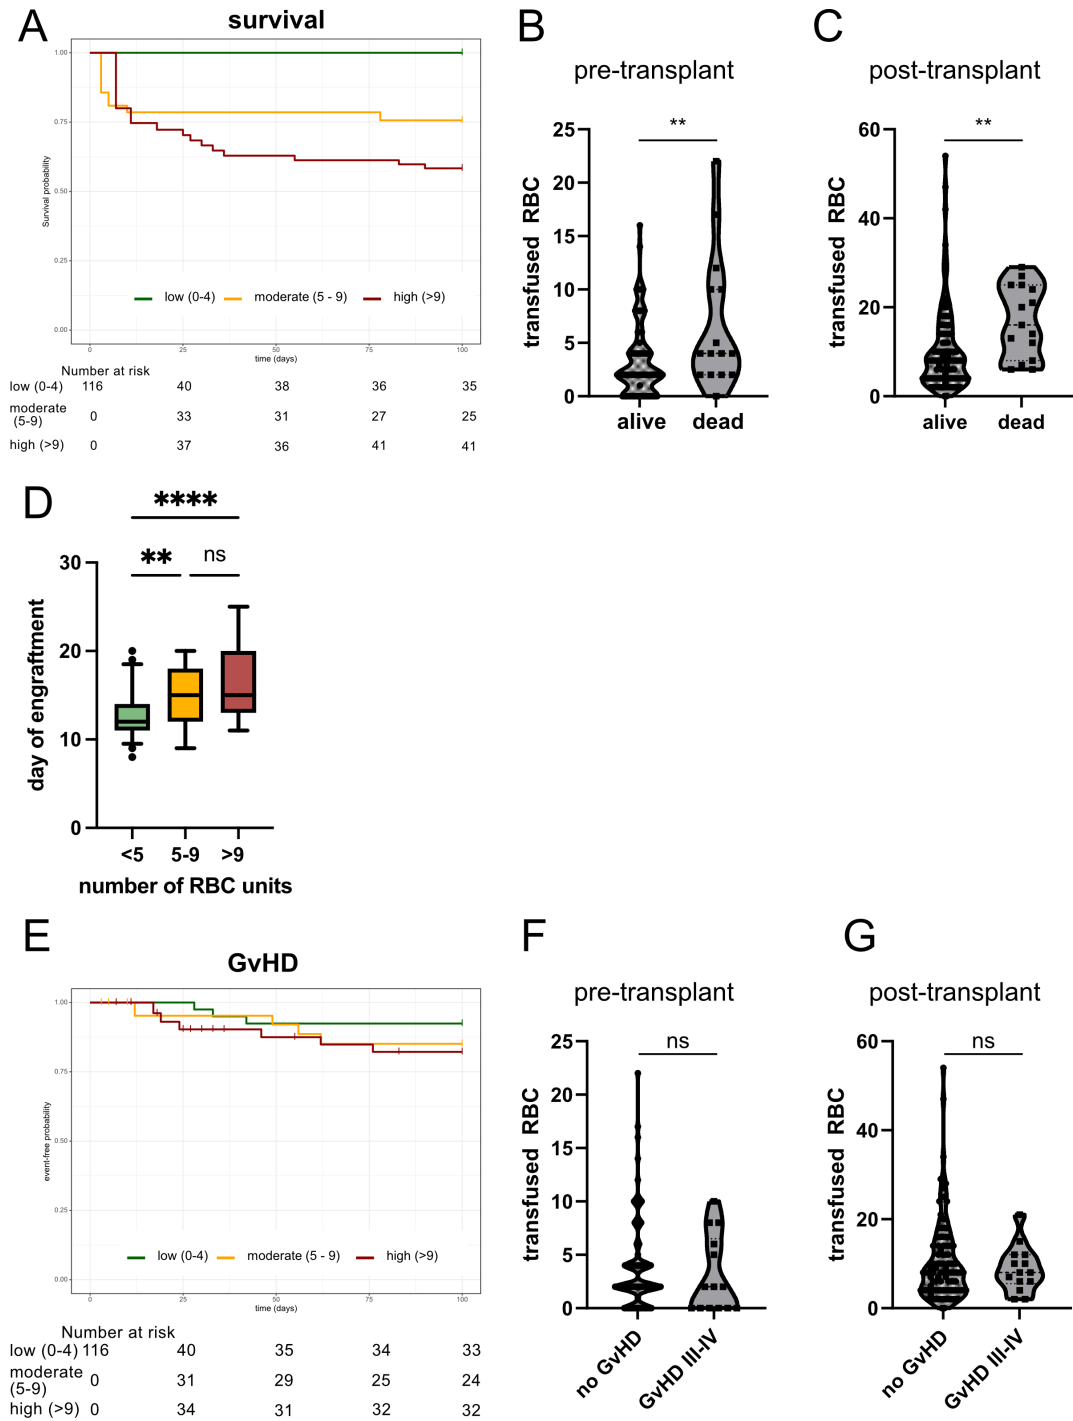 A
survival
1.00
0.75
0.50
0.25
0.00
Survival probability
low (0-4) moderate (5 - 9) high (>9)
0 25 50 75 100
time (days)
Number at risk
low (0-4) 116 40 38 36 35
moderate
(5-9) 0 33 31 27 25
high (>9) 0 37 36 41 41
B
pre-transplant
**
25
20
15
10
5
0
transfused RBC
alive dead
C
post-transplant
**
60
40
20
0
transfused RBC
alive dead
D
****
** ns
30
20
10
0
day of engraftment
<5 5-9 >9
number of RBC units
E
GvHD
1.00
0.75
0.50
0.25
0.00
event-free probability
low (0-4) moderate (5 - 9) high (>9)
0 25 50 75 100
time (days)
Number at risk
low (0-4) 116 40 35 34 33
moderate
(5-9) 0 31 29 25 24
high (>9) 0 34 31 32 32
F
pre-transplant
ns
25
20
15
10
5
0
transfused RBC
no GvHD GvHD III-IV
G
post-transplant
ns
60
40
20
0
transfused RBC
no GvHD GvHD III-IV